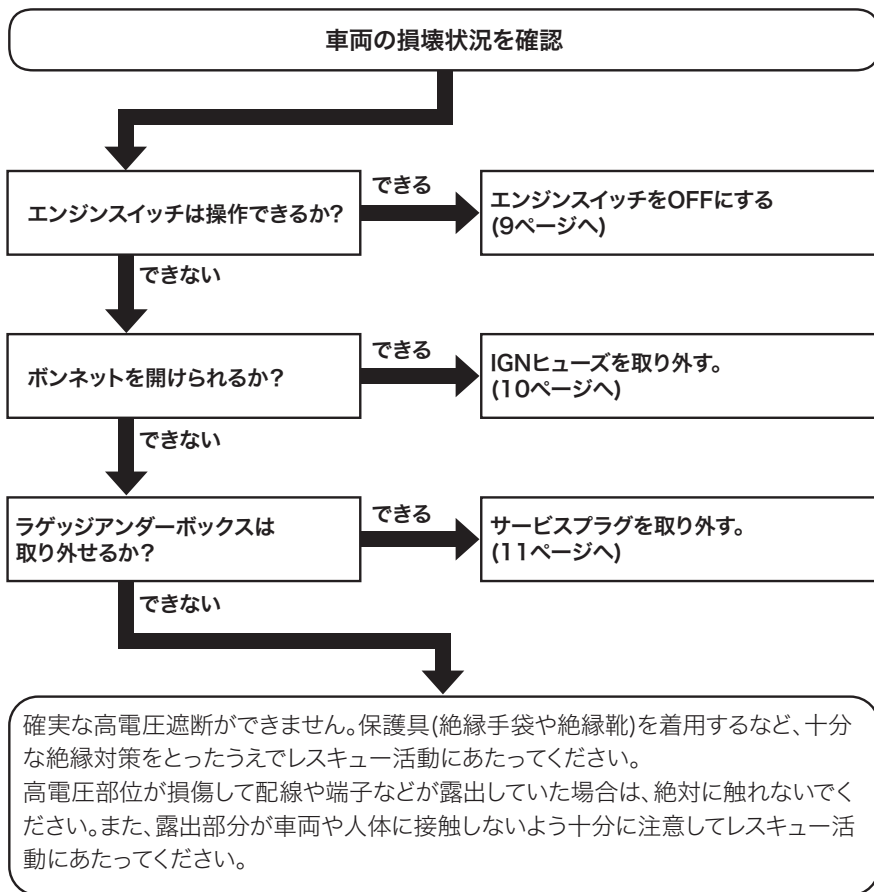 車両の損壊状況を確認
エンジンスイッチは操作できるか?
できる
エンジンスイッチをOFFにする
(9ページへ)
できない
ボンネットを開けられるか?
できる
IGNヒューズを取り外す。
(10ページへ)
できない
ラゲッジアンダーボックスは
取り外せるか?
できる
サービスプラグを取り外す。
(11ページへ)
できない
確実な高電圧遮断ができません。保護具(絶縁手袋や絶縁靴)を着用するなど、十分
な絶縁対策をとったうえでレスキュー活動にあたってください。
高電圧部位が損傷して配線や端子などが露出していた場合は、絶対に触れないでく
ださい。また、露出部分が車両や人体に接触しないよう十分に注意してレスキュー活
動にあたってください。